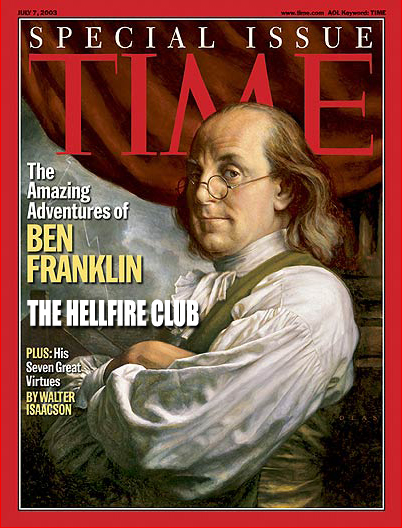 JULY 7, 2003 www.time.com AOL Keyword: TIME
SPECIAL ISSUE
TIME
The
Amazing
Adventures of
BEN
FRANKLIN
THE HELLFIRE CLUB
PLUS: His
Seven Great
Virtues
BY WALTER
ISAACSON
DEAS